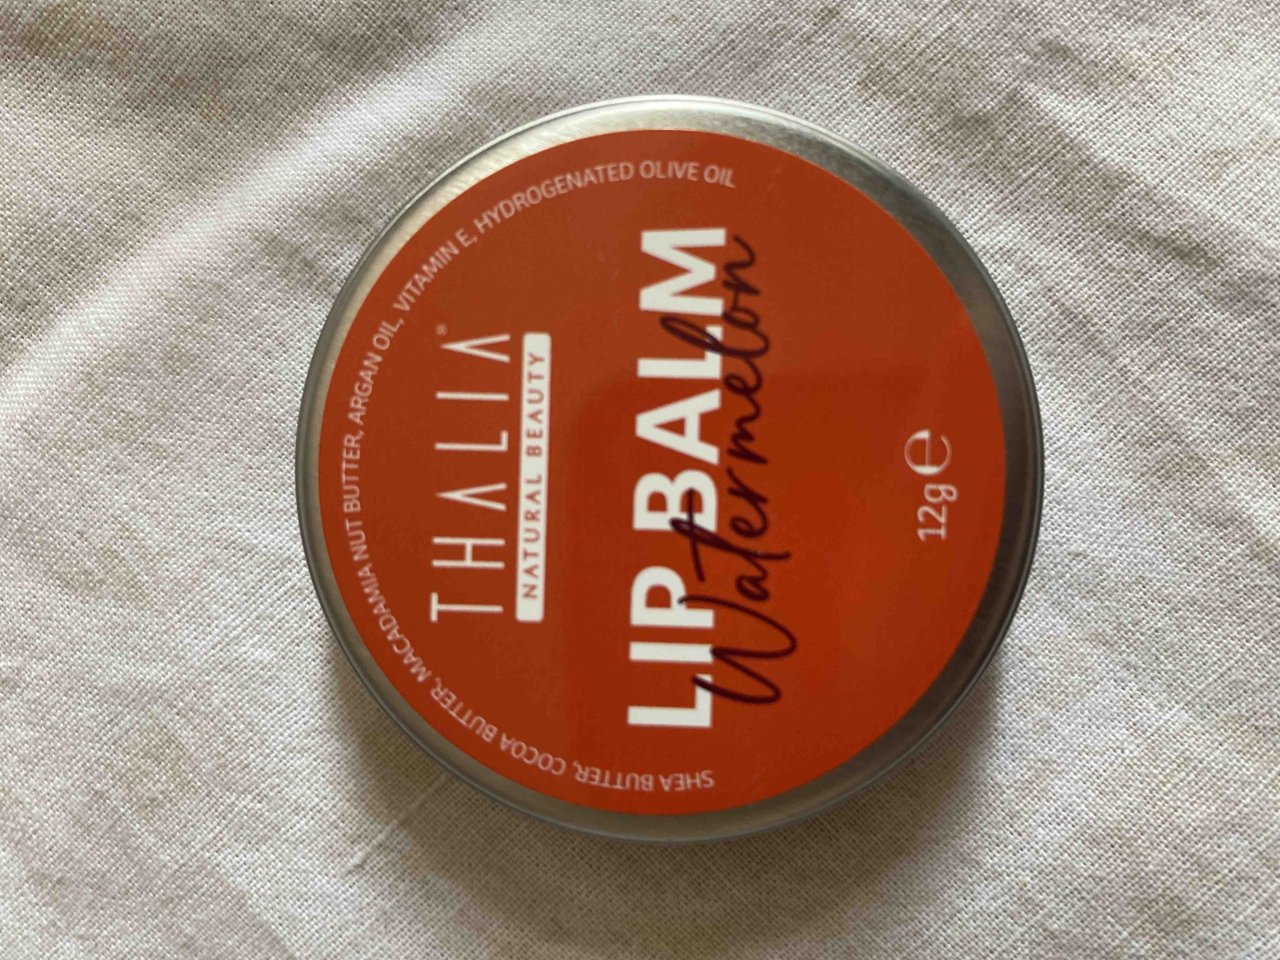 SHEA BUTTER, COCOA BUTTER, MACADAMIA NUT BUTTER, ARGAN OIL, VITAMIN E, HYDROGENATED OLIVE OIL
THALIA®
NATURAL BEAUTY
LIP BALM
Watermelon
12g ℮